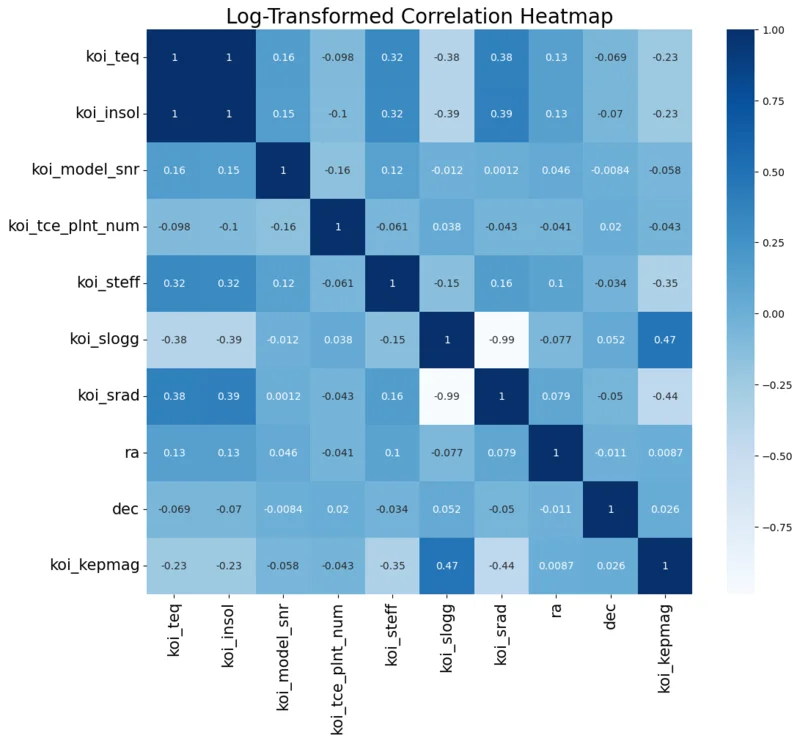 Log-Transformed Correlation Heatmap
koi_teq 1 1 0.16 -0.098 0.32 -0.38 0.38 0.13 -0.069 -0.23
koi_insol 1 1 0.15 -0.1 0.32 -0.39 0.39 0.13 -0.07 -0.23
koi_model_snr 0.16 0.15 1 -0.16 0.12 -0.012 0.0012 0.046 -0.0084 -0.058
koi_tce_plnt_num -0.098 -0.1 -0.16 1 -0.061 0.038 -0.043 -0.041 0.02 -0.043
koi_steff 0.32 0.32 0.12 -0.061 1 -0.15 0.16 0.1 -0.034 -0.35
koi_slogg -0.38 -0.39 -0.012 0.038 -0.15 1 -0.99 -0.077 0.052 0.47
koi_srad 0.38 0.39 0.0012 -0.043 0.16 -0.99 1 0.079 -0.05 -0.44
ra 0.13 0.13 0.046 -0.041 0.1 -0.077 0.079 1 -0.011 0.0087
dec -0.069 -0.07 -0.0084 0.02 -0.034 0.052 -0.05 -0.011 1 0.026
koi_kepmag -0.23 -0.23 -0.058 -0.043 -0.35 0.47 -0.44 0.0087 0.026 1
koi_teq koi_insol koi_model_snr koi_tce_plnt_num koi_steff koi_slogg koi_srad ra dec koi_kepmag
1.00
0.75
0.50
0.25
0.00
-0.25
-0.50
-0.75